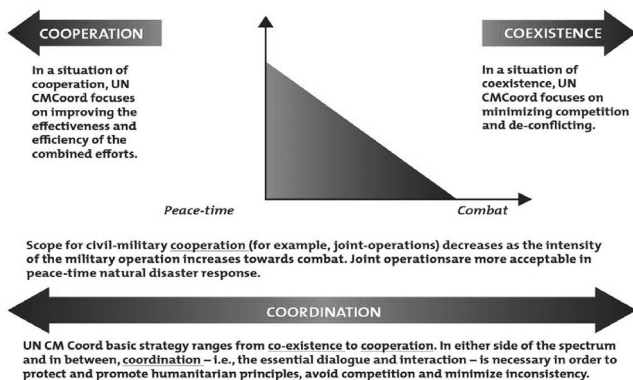 COOPERATION
In a situation of
cooperation, UN
CMCoord focuses
on improving the
effectiveness and
efficiency of the
combined efforts.
COEXISTENCE
In a situation of
coexistence, UN
CMCoord focuses on
minimizing competition
and de-conflicting.
Peace-time
Combat
Scope for civil-military cooperation (for example, joint-operations) decreases as the intensity
of the military operation increases towards combat. Joint operationsare more acceptable in
peace-time natural disaster response.
COORDINATION
UN CM Coord basic strategy ranges from co-existence to cooperation. In either side of the spectrum
and in between, coordination – i.e., the essential dialogue and interaction – is necessary in order to
protect and promote humanitarian principles, avoid competition and minimize inconsistency.